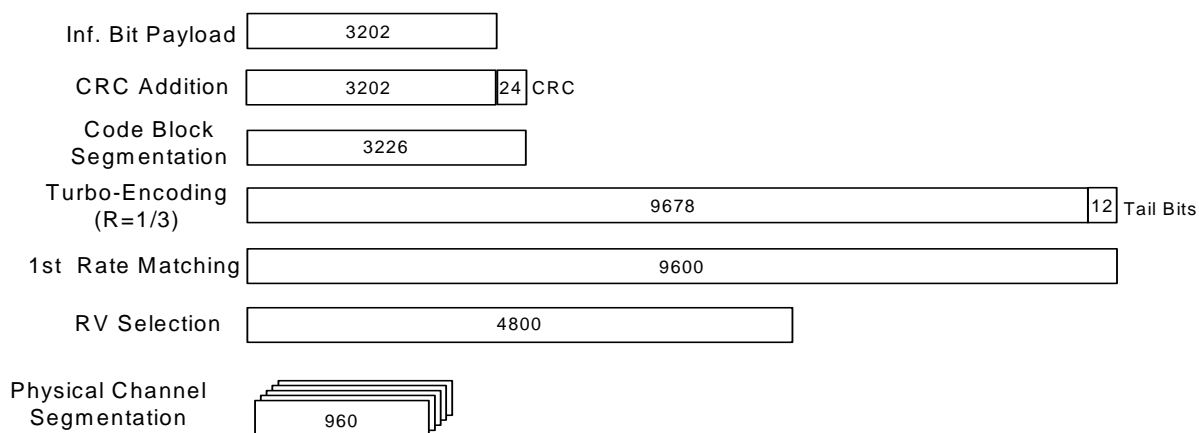 Inf. Bit Payload 3202
CRC Addition 3202 24 CRC
Code Block
Segmentation 3226
Turbo-Encoding
(R=1/3) 9678 12 Tail Bits
1st Rate Matching 9600
RV Selection 4800
Physical Channel
Segmentation 960